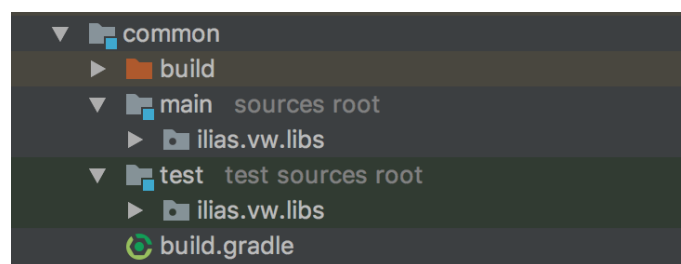 common
build
main sources root
ilias.vw.libs
test test sources root
ilias.vw.libs
build.gradle